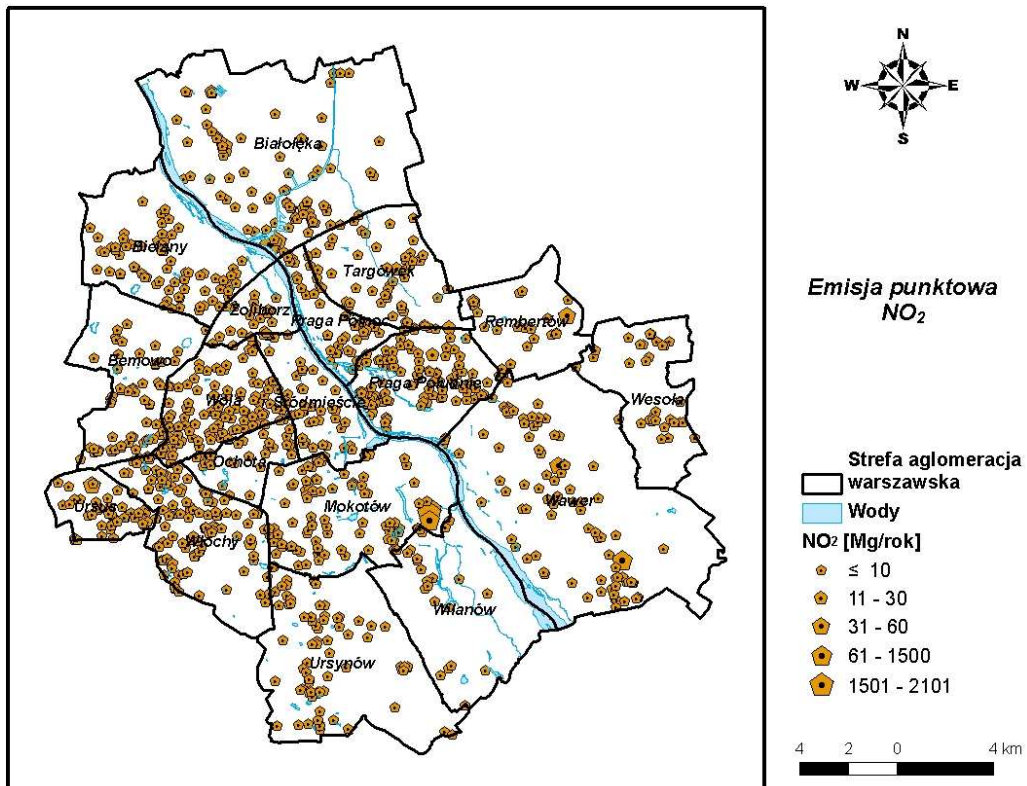 N
W E
S
Białołęka
Bielany
Targówek
Żoliborz
Praga Północ
Rembertów
Bemowo
Praga Południe
Wola
Śródmieście
Wesoła
Ochota
Ursus
Mokotów
Wawer
Włochy
Wilanów
Ursynów
Emisja punktowa
NO2
Strefa aglomeracja
warszawska
Wody
NO2 [Mg/rok]
≤ 10
11 - 30
31 - 60
61 - 1500
1501 - 2101
4 2 0 4 km